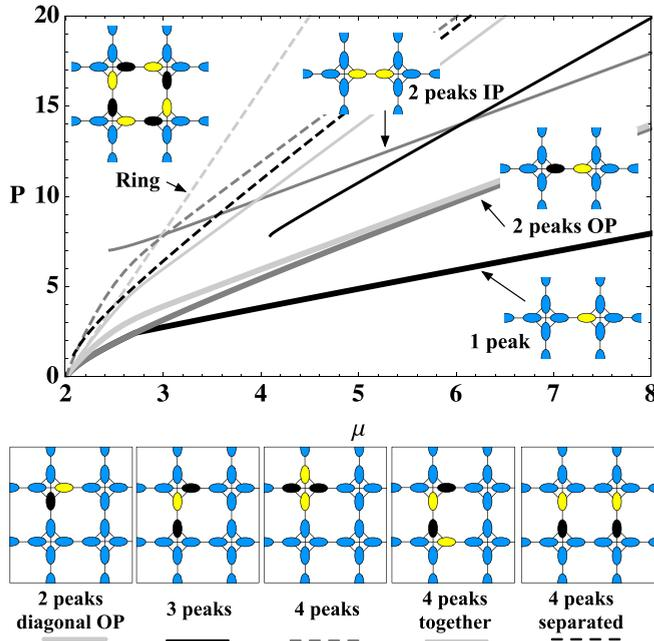 20
15
10
5
0
P
2
3
4
5
6
7
8
μ
Ring
2 peaks IP
2 peaks OP
1 peak
2 peaks
diagonal OP
3 peaks
4 peaks
4 peaks
together
4 peaks
separated